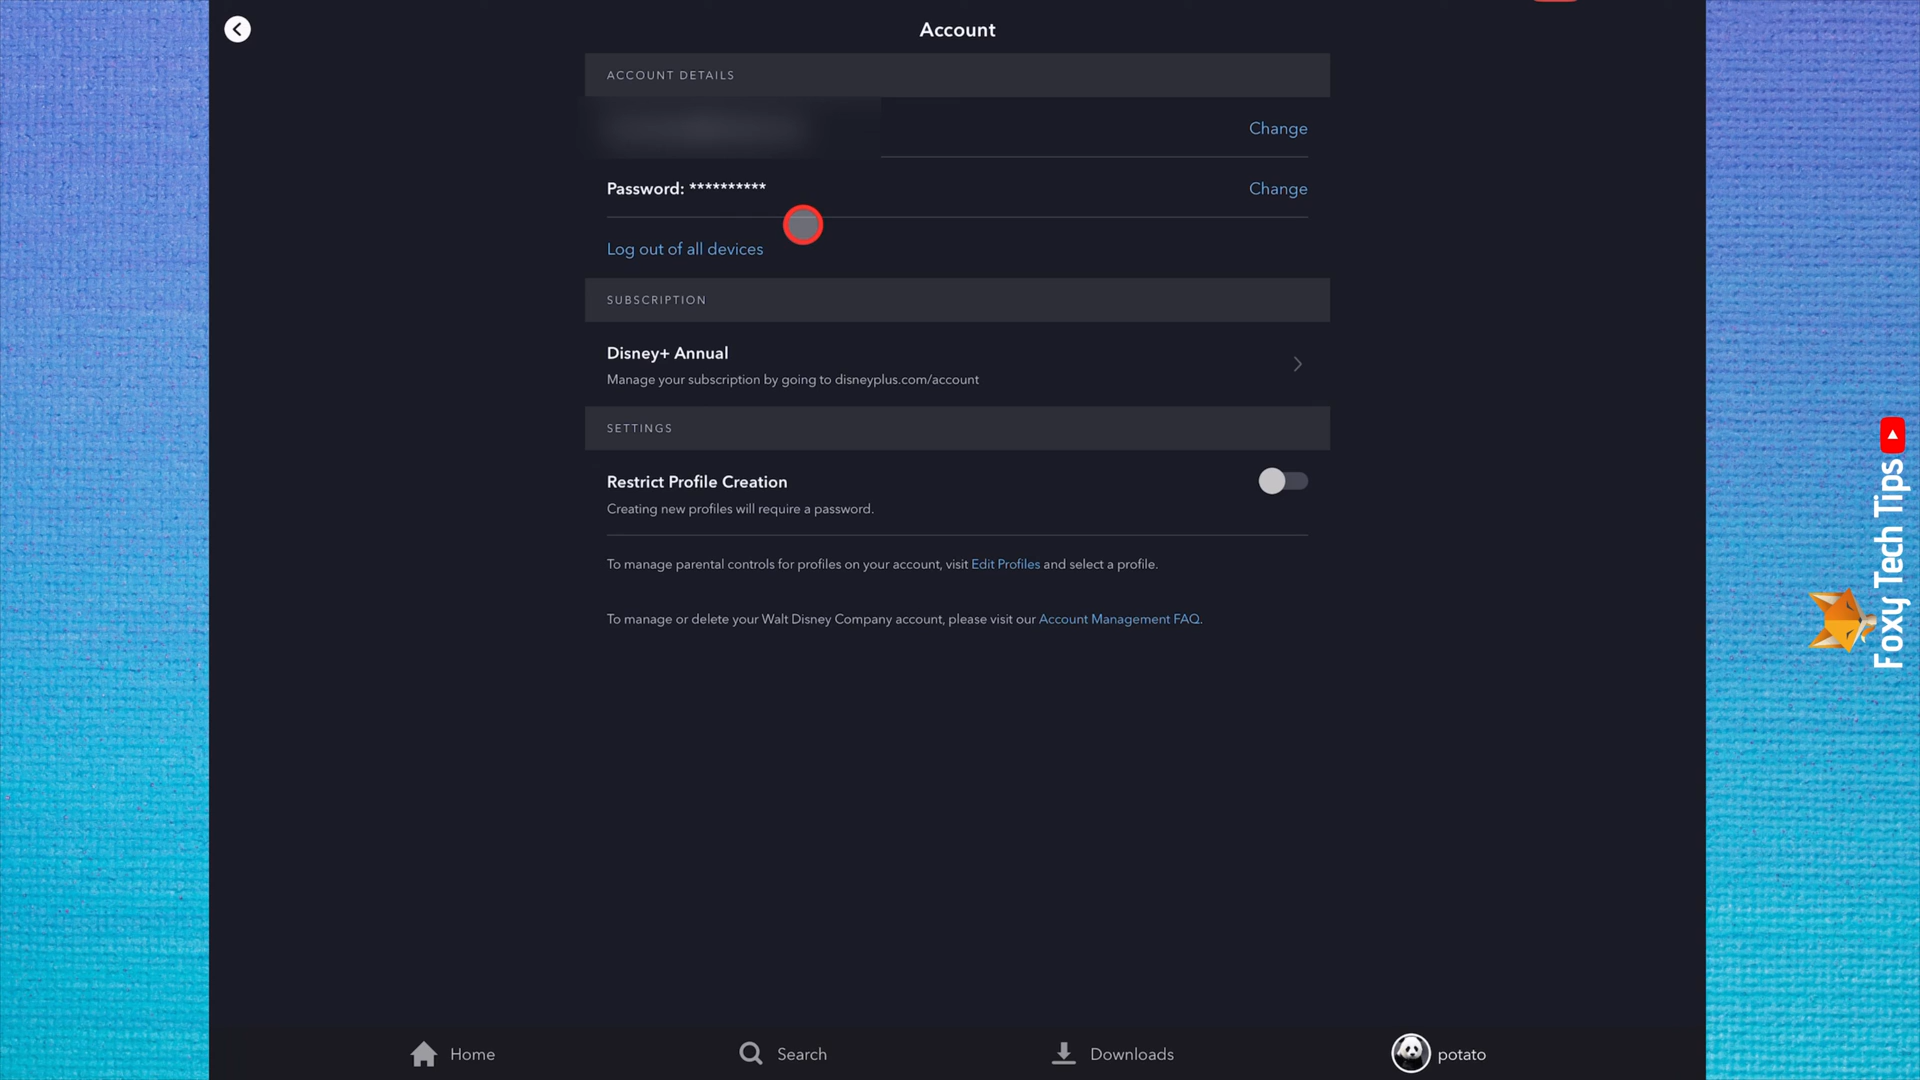 Account
ACCOUNT DETAILS
Change
Password: ********** Change
Log out of all devices
SUBSCRIPTION
Disney+ Annual
Manage your subscription by going to disneyplus.com/account
SETTINGS
Restrict Profile Creation
Creating new profiles will require a password.
To manage parental controls for profiles on your account, visit Edit Profiles and select a profile.
To manage or delete your Walt Disney Company account, please visit our Account Management FAQ.
Home Search Downloads potato
Foxy Tech Tips